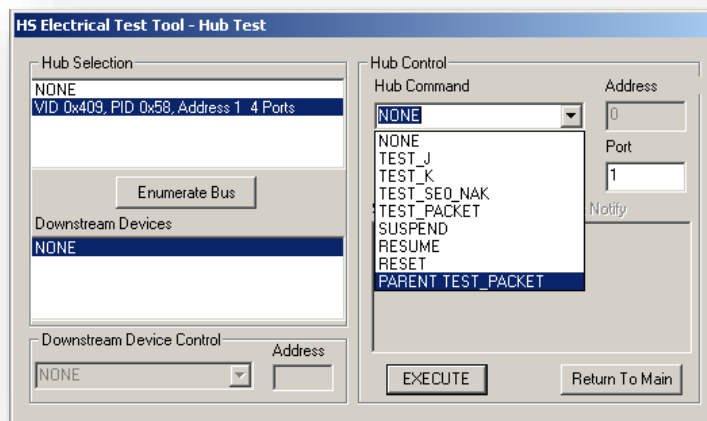 HS Electrical Test Tool - Hub Test
Hub Selection
NONE
VID 0x409, PID 0x58, Address 1 4 Ports
Enumerate Bus
Downstream Devices
NONE
Downstream Device Control
NONE
Address
Hub Control
Hub Command
NONE
Address
0
Port
1
NONE
TEST_J
TEST_K
TEST_SE0_NAK
TEST_PACKET
SUSPEND
RESUME
RESET
PARENT TEST_PACKET
Notify
EXECUTE
Return To Main